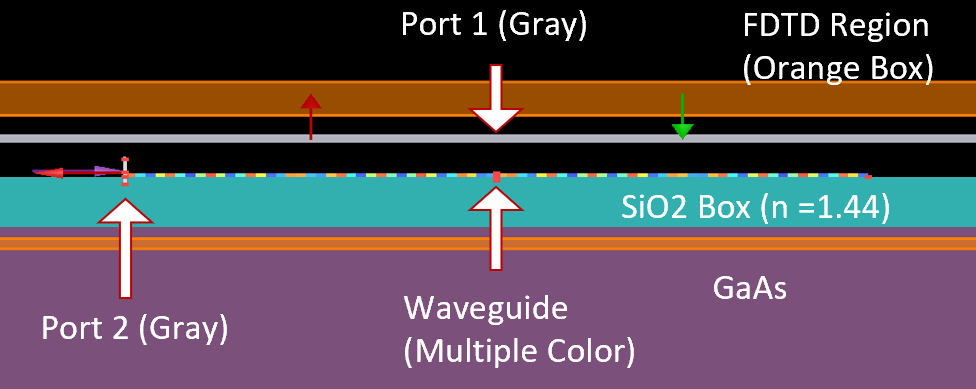 Port 1 (Gray)
FDTD Region
(Orange Box)
SiO2 Box (n =1.44)
GaAs
Port 2 (Gray)
Waveguide
(Multiple Color)